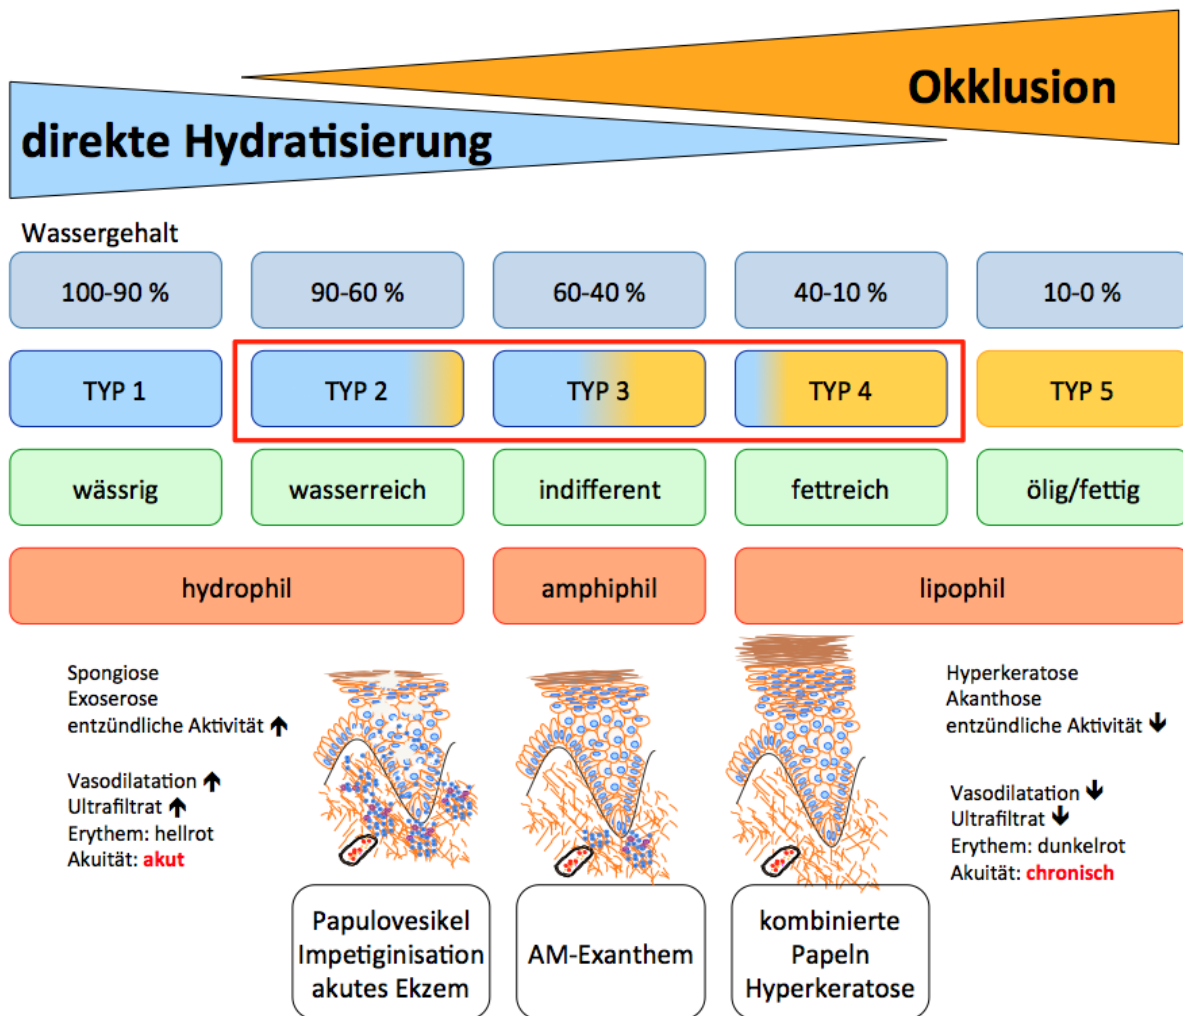 Okklusion
direkte Hydratisierung
Wassergehalt
100-90 %
90-60 %
60-40 %
40-10 %
10-0 %
TYP 1
TYP 2
TYP 3
TYP 4
TYP 5
wässrig
wasserreich
indifferent
fettreich
ölig/fettig
hydrophil
amphiphil
lipophil
Spongiose
Exoserose
entzündliche Aktivität ↑
Vasodilatation ↑
Ultrafiltrat ↑
Erythem: hellrot
Akuität: akut
Hyperkeratose
Akanthose
entzündliche Aktivität ↓
Vasodilatation ↓
Ultrafiltrat ↓
Erythem: dunkelrot
Akuität: chronisch
Papulovesikel
Impetiginisation
akutes Ekzem
AM-Exanthem
kombinierte
Papeln
Hyperkeratose